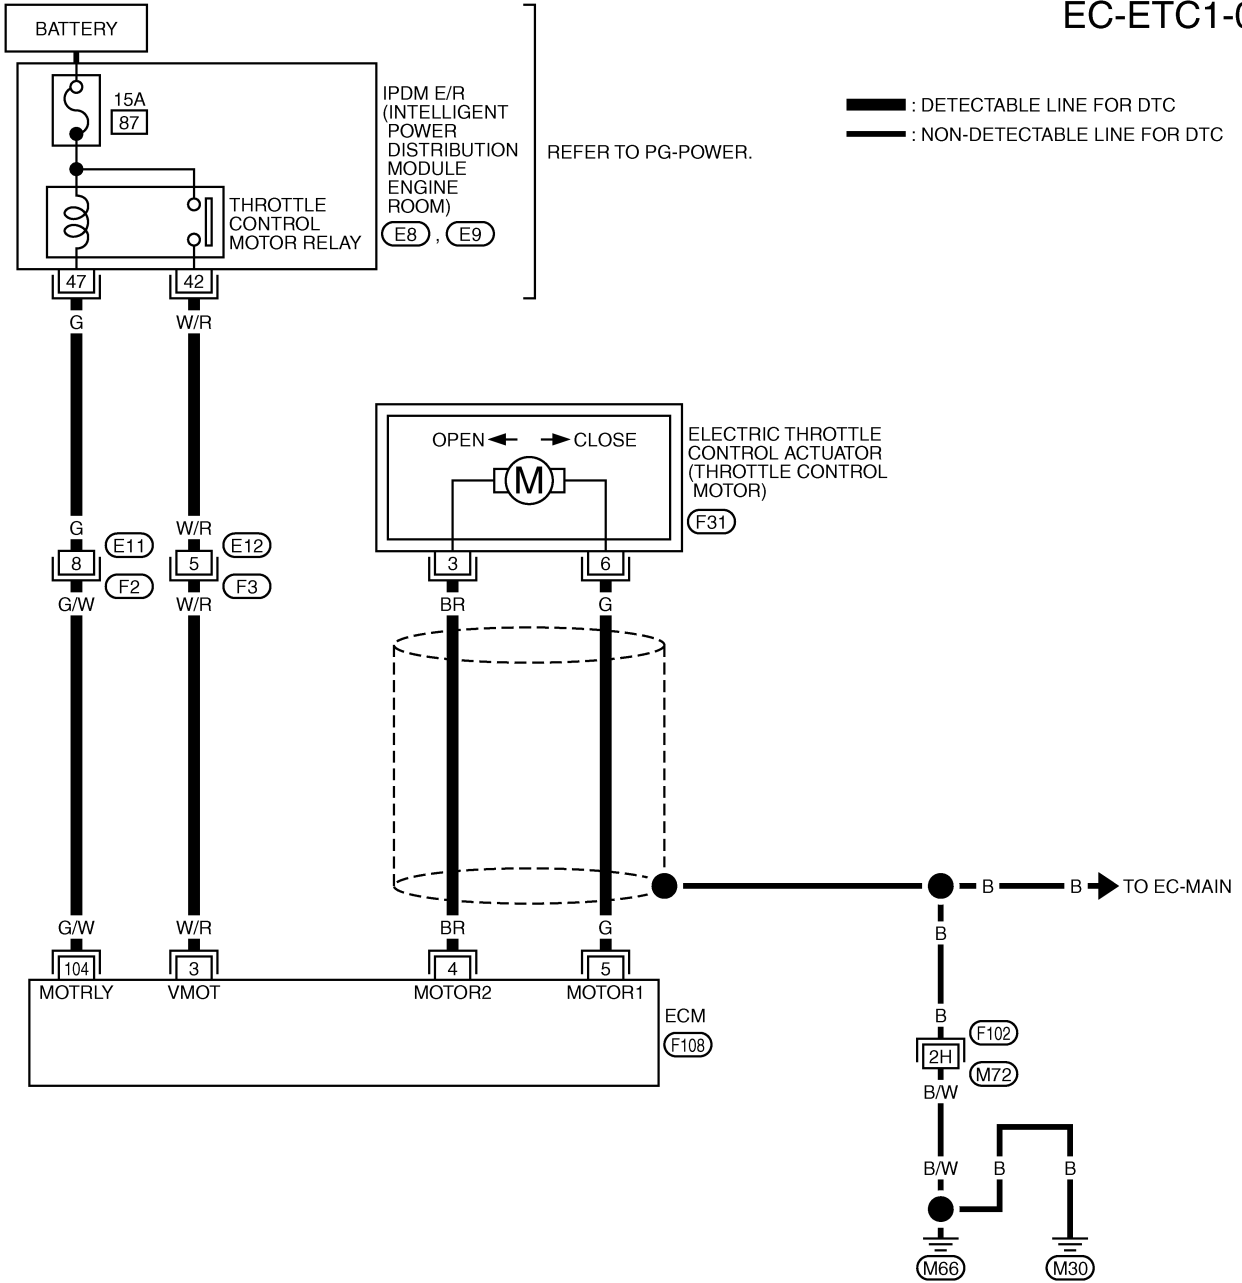 EC-ETC1-0
BATTERY
15A
87
IPDM E/R
(INTELLIGENT
POWER
DISTRIBUTION
MODULE
ENGINE
ROOM)
E8 , E9
REFER TO PG-POWER.
: DETECTABLE LINE FOR DTC
: NON-DETECTABLE LINE FOR DTC
THROTTLE
CONTROL
MOTOR RELAY
47
42
G
W/R
OPEN
CLOSE
M
ELECTRIC THROTTLE
CONTROL ACTUATOR
(THROTTLE CONTROL
MOTOR)
F31
G
W/R
E11
E12
8
5
3
6
F2
F3
G/W
W/R
BR
G
B
B
TO EC-MAIN
G/W
W/R
BR
G
B
104
3
4
5
MOTRLY
VMOT
MOTOR2
MOTOR1
ECM
F108
B
F102
2H
M72
B/W
B/W
B
B
M66
M30